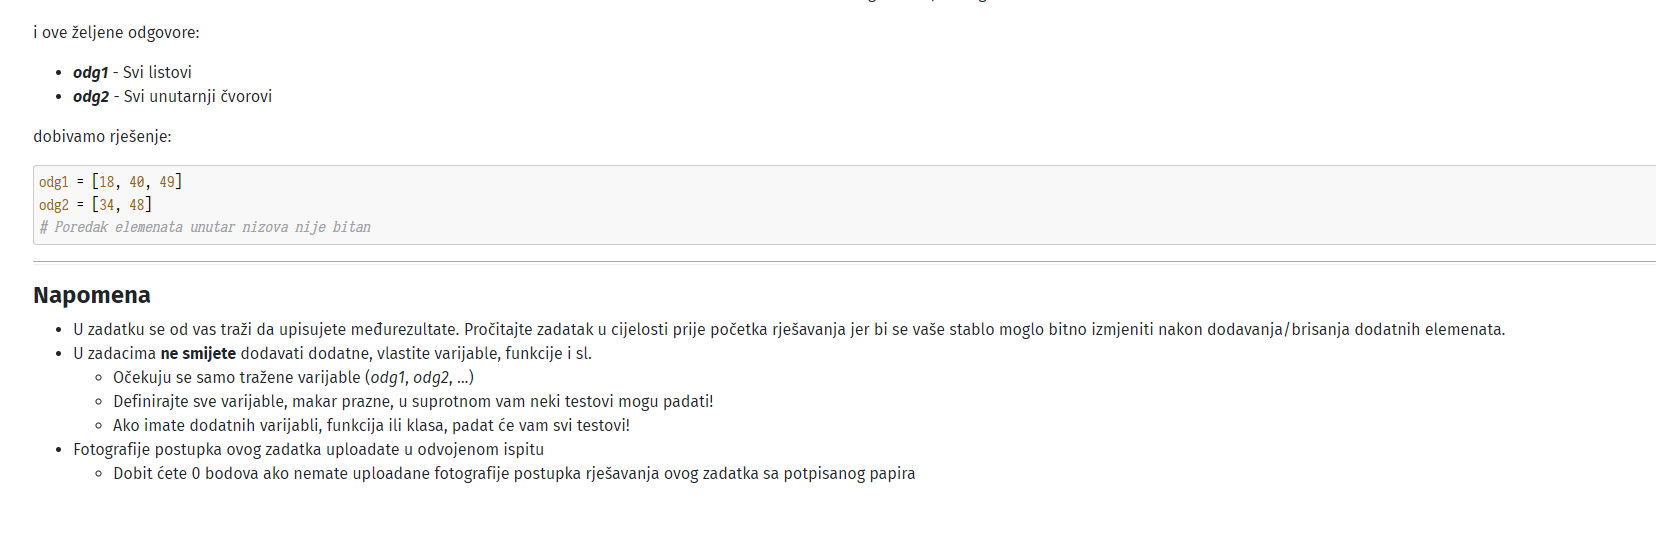 i ove željene odgovore:
• odg1 - Svi listovi
• odg2 - Svi unutarnji čvorovi
dobivamo rješenje:
odg1 = [18, 40, 49]
odg2 = [34, 48]
# Poredak elemenata unutar nizova nije bitan
Napomena
• U zadatku se od vas traži da upisujete međurezultate. Pročitajte zadatak u cijelosti prije početka rješavanja jer bi se vaše stablo moglo bitno izmjeniti nakon dodavanja/brisanja dodatnih elemenata.
• U zadacima ne smijete dodavati dodatne, vlastite varijable, funkcije i sl.
◦ Očekuju se samo tražene varijable (odg1, odg2, ...)
◦ Definirajte sve varijable, makar prazne, u suprotnom vam neki testovi mogu padati!
◦ Ako imate dodatnih varijabli, funkcija ili klasa, padat će vam svi testovi!
• Fotografije postupka ovog zadatka uploadate u odvojenom ispitu
◦ Dobit ćete 0 bodova ako nemate uploadane fotografije postupka rješavanja ovog zadatka sa potpisanog papira